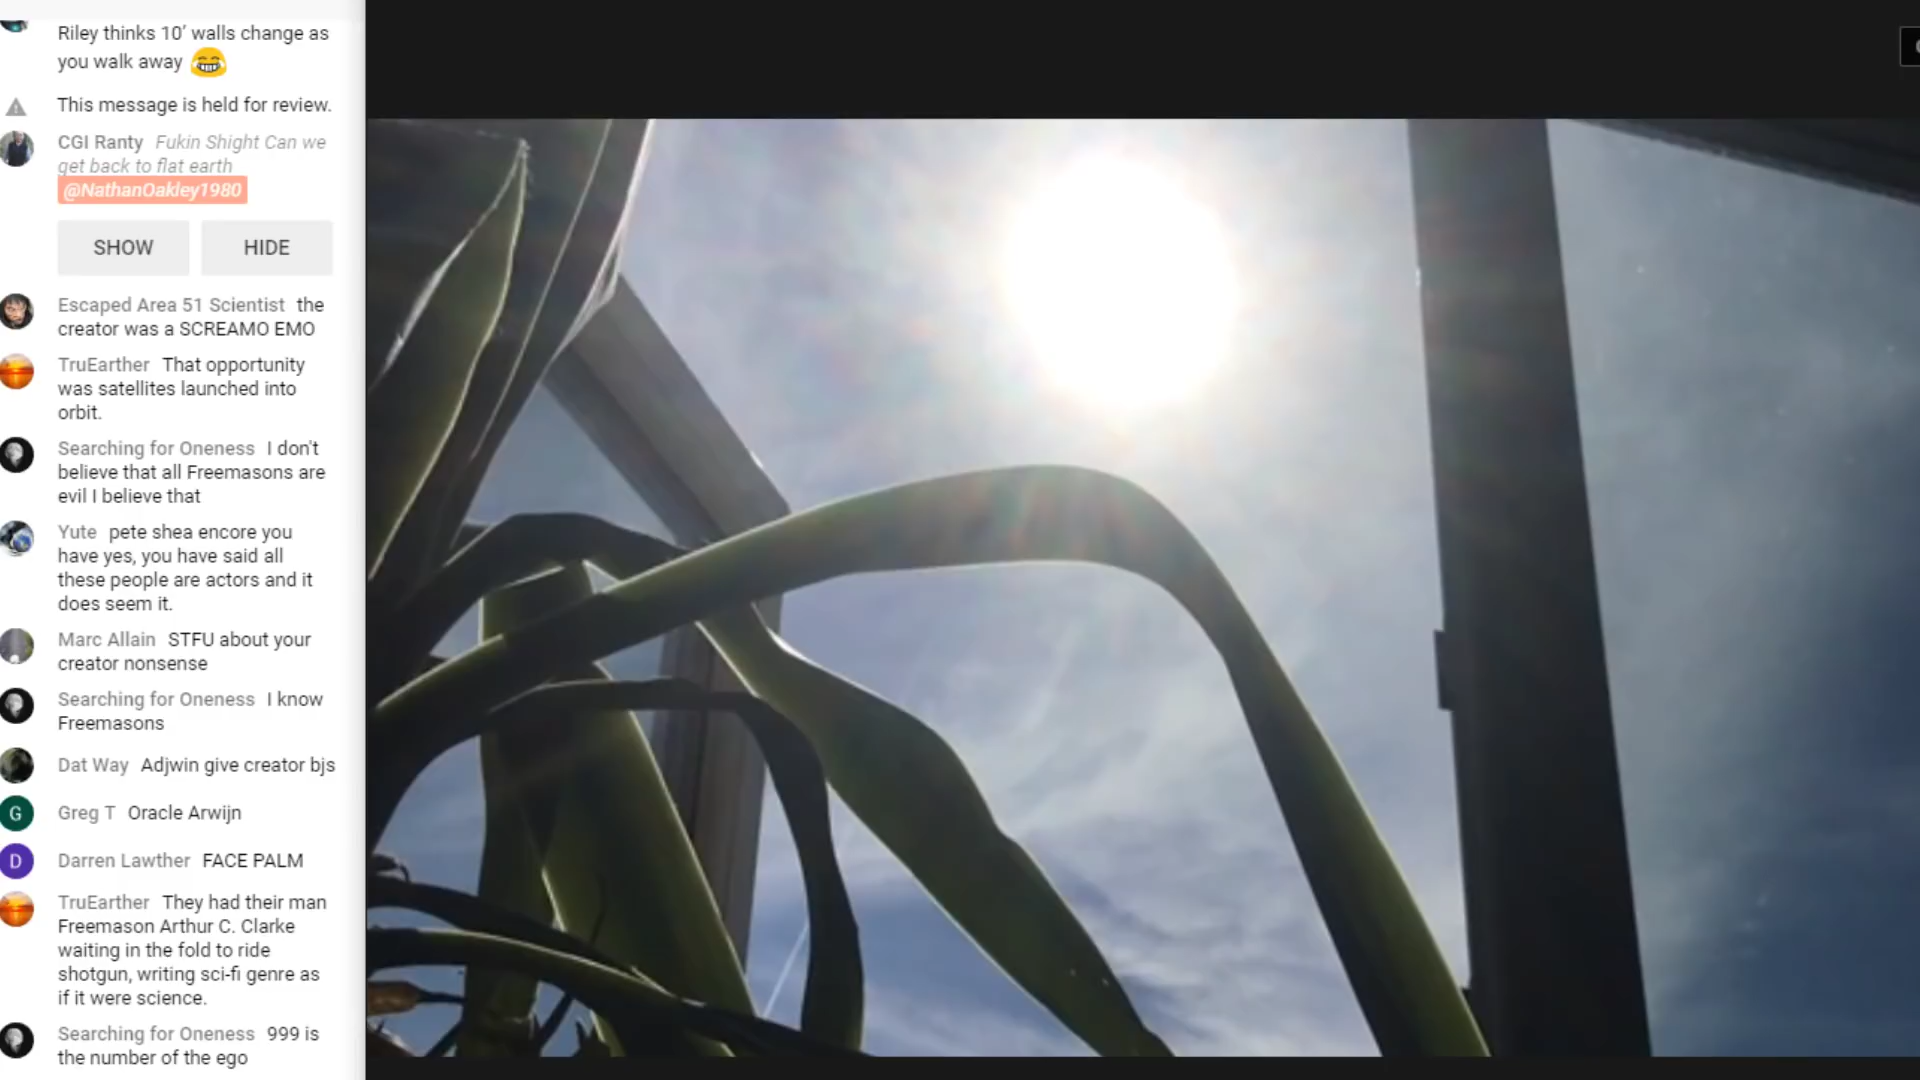 Riley thinks 10' walls change as
you walk away
This message is held for review.
CGI Ranty Fukin Shight Can we
get back to flat earth
@NathanOakley1980
SHOW HIDE
Escaped Area 51 Scientist the
creator was a SCREAMO EMO
TruEarther That opportunity
was satellites launched into
orbit.
Searching for Oneness I don't
believe that all Freemasons are
evil I believe that
Yute pete shea encore you
have yes, you have said all
these people are actors and it
does seem it.
Marc Allain STFU about your
creator nonsense
Searching for Oneness I know
Freemasons
Dat Way Adjwin give creator bjs
G Greg T Oracle Arwijn
D Darren Lawther FACE PALM
TruEarther They had their man
Freemason Arthur C. Clarke
waiting in the fold to ride
shotgun, writing sci-fi genre as
if it were science.
Searching for Oneness 999 is
the number of the ego